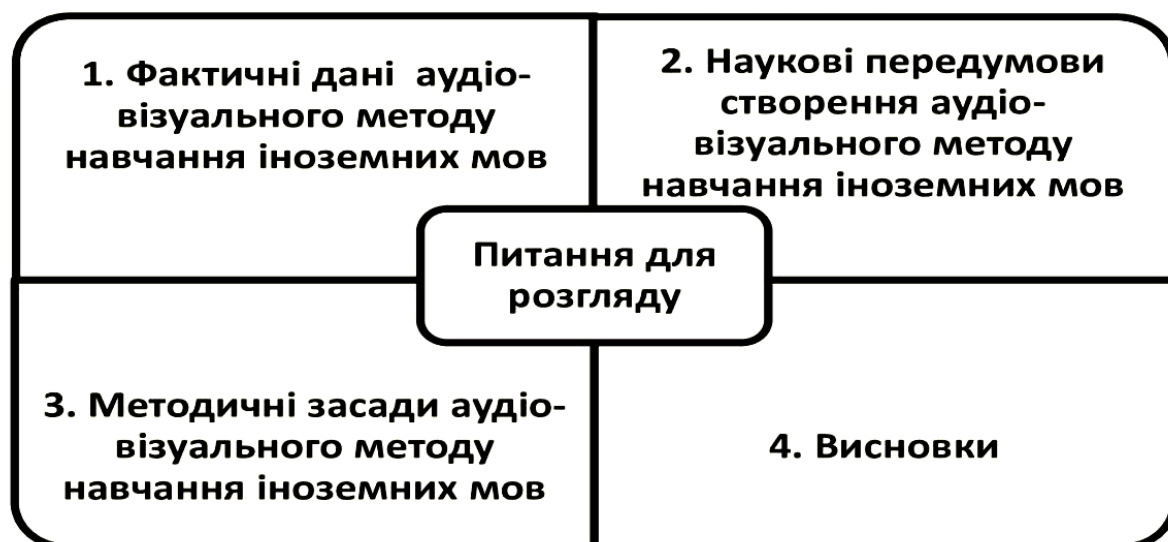 1. Фактичні дані аудіо-
візуального методу
навчання іноземних мов
2. Наукові передумови
створення аудіо-
візуального методу
навчання іноземних мов
Питання для
розгляду
3. Методичні засади аудіо-
візуального методу
навчання іноземних мов
4. Висновки